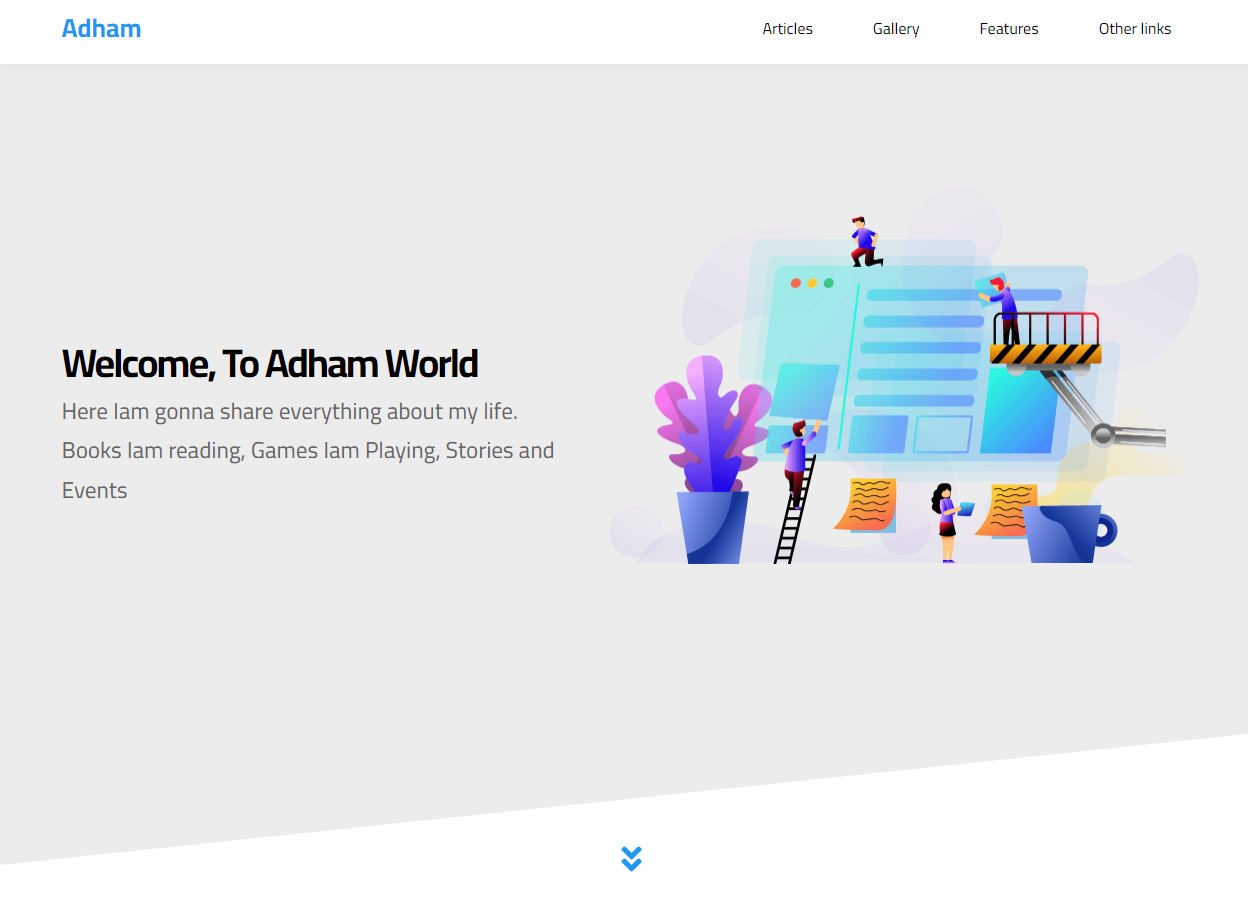 Adham
Articles
Gallery
Features
Other links
Welcome, To Adham World
Here Iam gonna share everything about my life.
Books Iam reading, Games Iam Playing, Stories and
Events